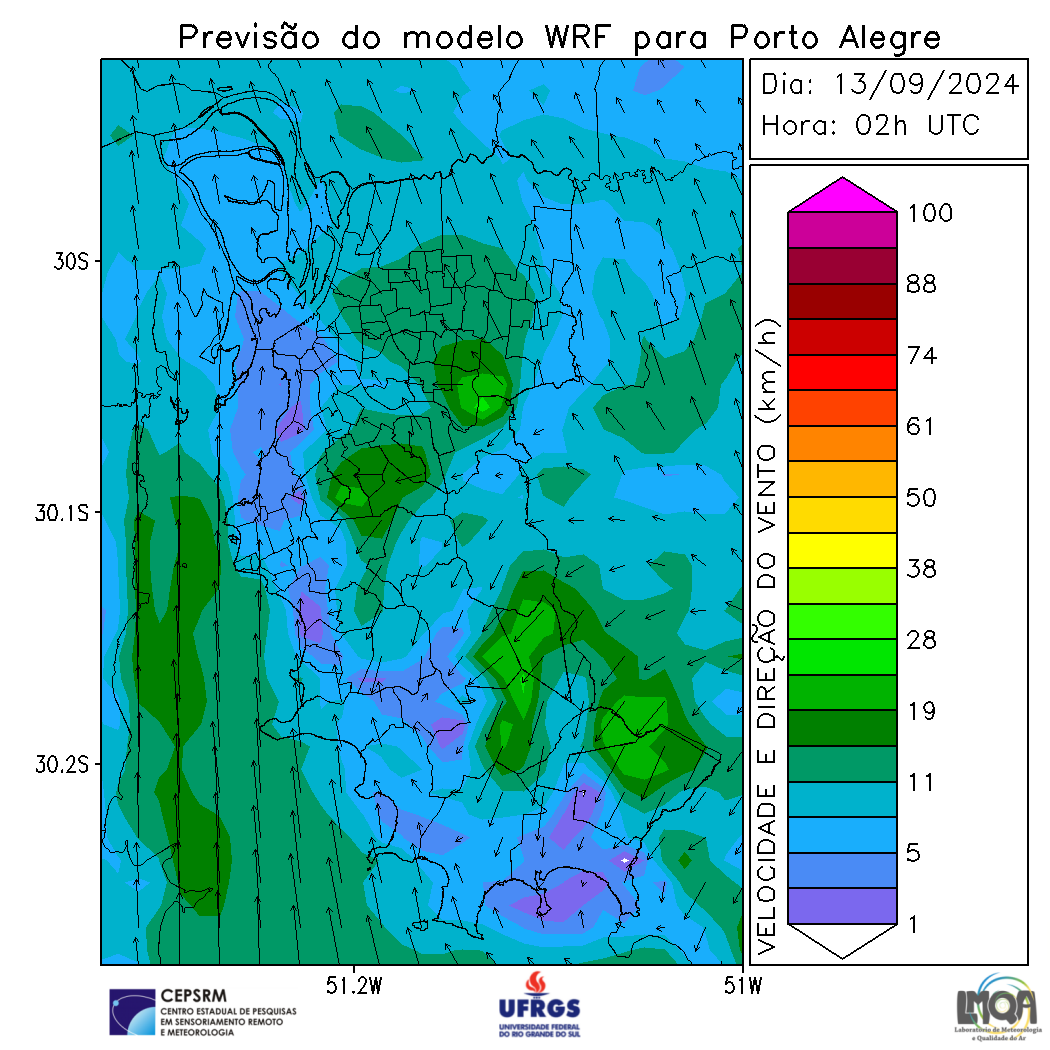 Previsão do modelo WRF para Porto Alegre
Dia: 13/09/2024
Hora: 02h UTC
30S
30.1S
30.2S
51.2W
51W
VELOCIDADE E DIREÇÃO DO VENTO (km/h)
100
88
74
61
50
38
28
19
11
5
1
CEPSRM
CENTRO ESTADUAL DE PESQUISAS
EM SENSORIAMENTO REMOTO
E METEOROLOGIA
UFRGS
UNIVERSIDADE FEDERAL
DO RIO GRANDE DO SUL
LMQA
Laboratório de Meteorologia
e Qualidade do Ar